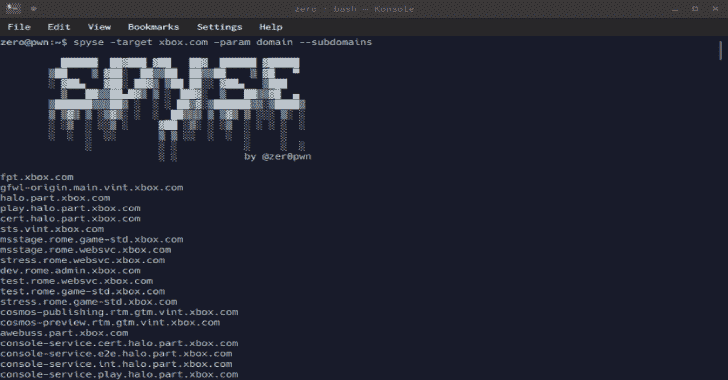 zero : bash — Konsole
File Edit View Bookmarks Settings Help
zero@pwn:~$ spyse -target xbox.com -param domain --subdomains
SPYSE
by @zer0pwn
fpt.xbox.com
gfwl-origin.main.vint.xbox.com
halo.part.xbox.com
play.halo.part.xbox.com
cert.halo.part.xbox.com
sts.vint.xbox.com
msstage.rome.game-std.xbox.com
msstage.rome.websvc.xbox.com
stress.rome.websvc.xbox.com
dev.rome.admin.xbox.com
test.rome.websvc.xbox.com
test.rome.game-std.xbox.com
stress.rome.game-std.xbox.com
cosmos-publishing.rtm.gtm.vint.xbox.com
cosmos-preview.rtm.gtm.vint.xbox.com
awebuss.part.xbox.com
console-service.cert.halo.part.xbox.com
console-service.e2e.halo.part.xbox.com
console-service.int.halo.part.xbox.com
console-service.play.halo.part.xbox.com